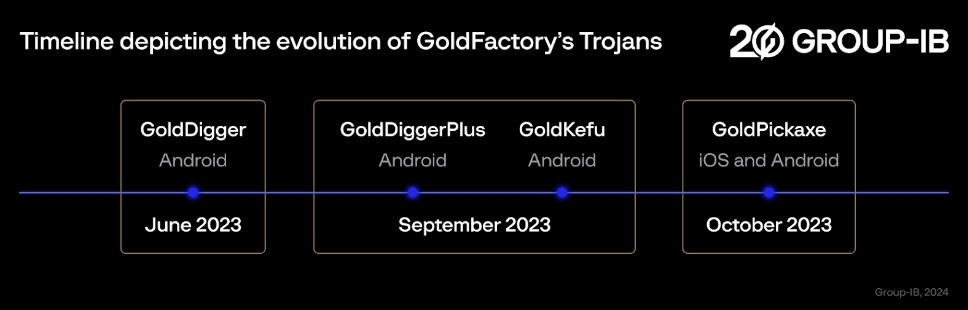 Timeline depicting the evolution of GoldFactory's Trojans
20 GROUP-IB
GoldDigger
Android
June 2023
GoldDiggerPlus
Android
GoldKefu
Android
September 2023
GoldPickaxe
iOS and Android
October 2023
Group-IB, 2024